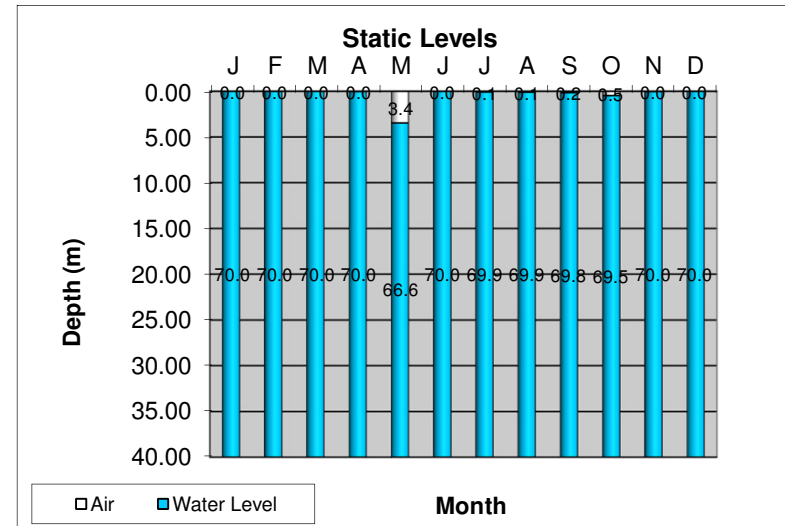 Static Levels
J F M A M J J A S O N D
0.00
0.0 0.0 0.0 0.0 3.4 0.0 0.1 0.1 0.2 0.5 0.0 0.0
5.00
10.00
15.00
20.00
70.0 70.0 70.0 70.0 66.6 70.0 69.9 69.9 69.8 69.5 70.0 70.0
25.00
30.00
35.00
40.00
Depth (m)
Air Water Level
Month